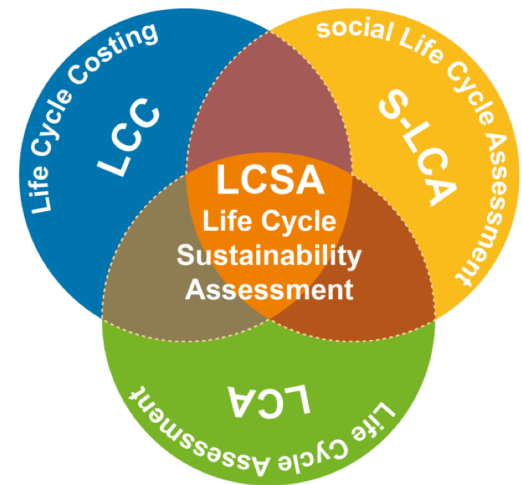 Life Cycle Costing
LCC
social Life Cycle Assessment
S-LCA
LCSA
Life Cycle
Sustainability
Assessment
LCA
Life Cycle Assessment